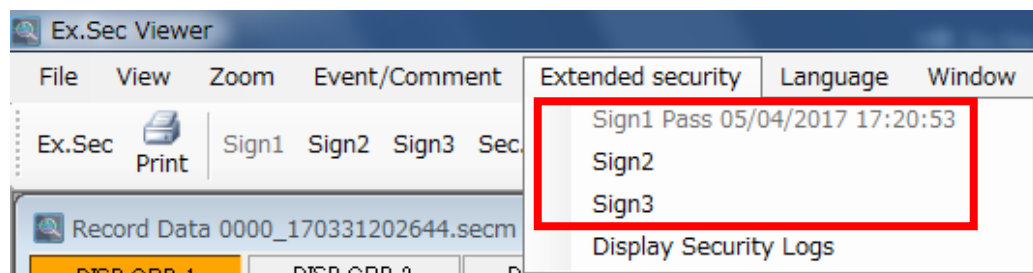 Ex.Sec Viewer
File View Zoom Event/Comment Extended security Language Window
Ex.Sec Print Sign1 Sign2 Sign3 Sec.
Sign1 Pass 05/04/2017 17:20:53
Sign2
Sign3
Display Security Logs
Record Data 0000_170331202644.secm